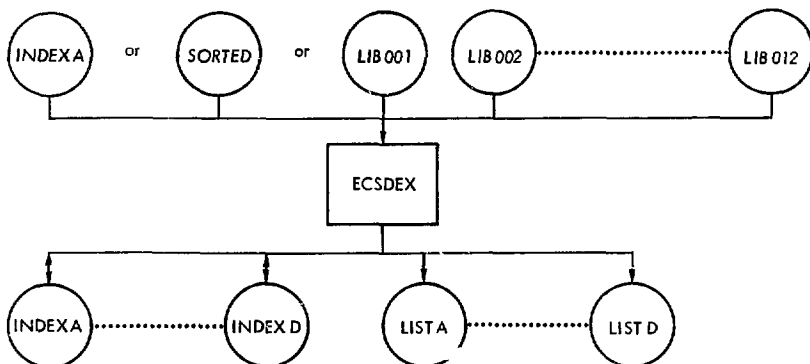 INDEXA or SORTED or LIB001 LIB002 LIB012
ECSDEX
INDEXA INDEXD LISTA LISTD